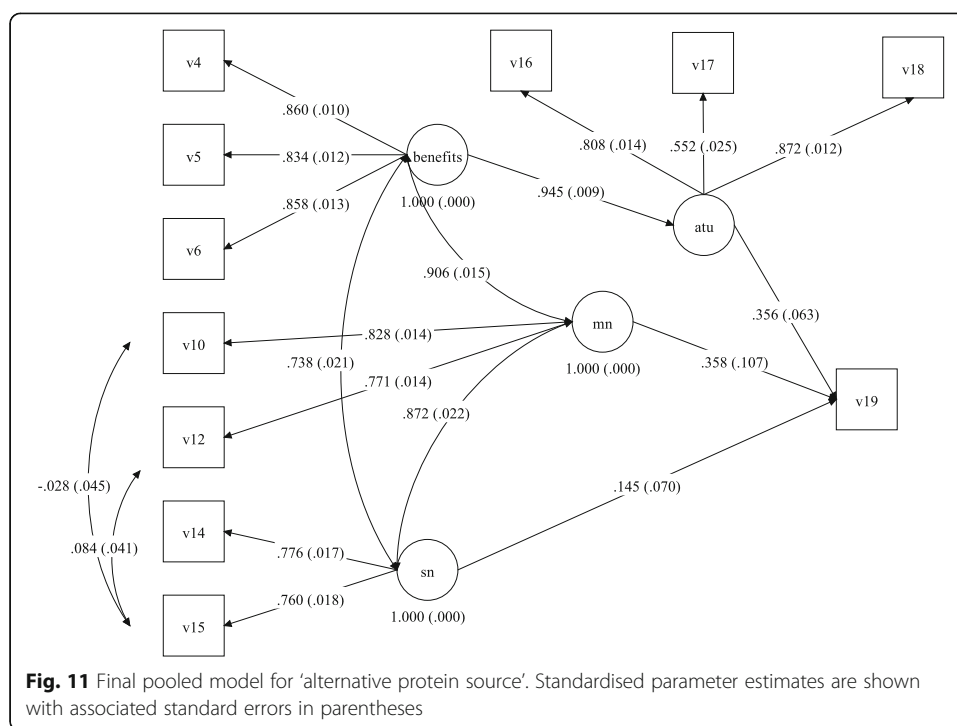 v4
v16
v17
v18
.860 (.010)
v5
.834 (.012)
benefits
.808 (.014)
.552 (.025)
.872 (.012)
.858 (.013)
1.000 (.000)
.945 (.009)
v6
atu
.906 (.015)
v10
.828 (.014)
mn
.356 (.063)
.738 (.021)
.771 (.014)
1.000 (.000)
.358 (.107)
v19
v12
.872 (.022)
-.028 (.045)
.145 (.070)
v14
.084 (.041)
.776 (.017)
sn
.760 (.018)
1.000 (.000)
v15
Fig. 11 Final pooled model for ‘alternative protein source’. Standardised parameter estimates are shown
with associated standard errors in parentheses